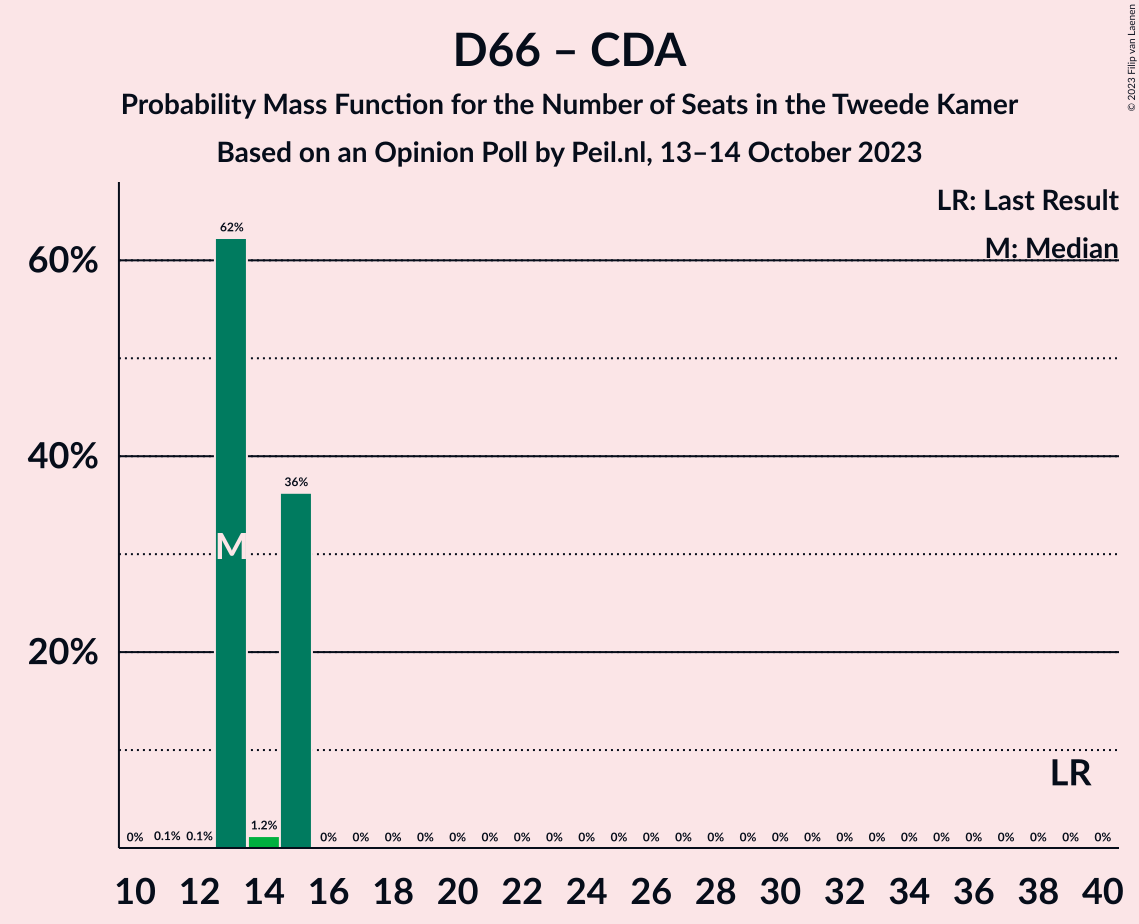 D66 – CDA
Probability Mass Function for the Number of Seats in the Tweede Kamer
Based on an Opinion Poll by Peil.nl, 13–14 October 2023
© 2023 Filip van Laenen
LR: Last Result
M: Median
60%
40%
20%
62%
36%
M
LR
0% 0.1% 0.1% 1.2% 0% 0% 0% 0% 0% 0% 0% 0% 0% 0% 0% 0% 0% 0% 0% 0% 0% 0% 0% 0% 0% 0% 0% 0% 0%
10 12 14 16 18 20 22 24 26 28 30 32 34 36 38 40